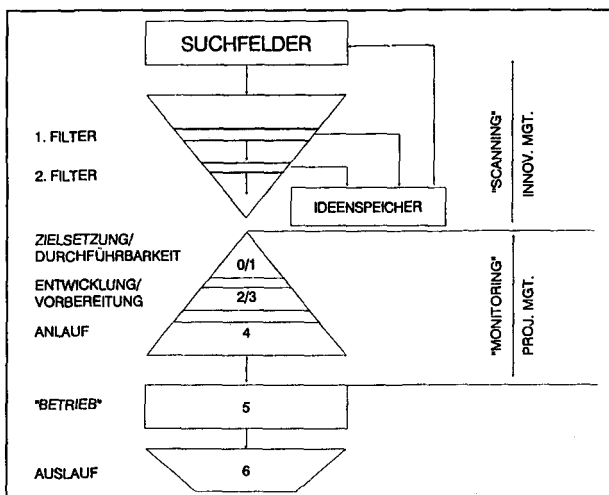 SUCHFELDER
1. FILTER
2. FILTER
IDEENSPEICHER
"SCANNING"
INNOV. MGT.
ZIELSETZUNG/
DURCHFÜHRBARKEIT
0/1
ENTWICKLUNG/
VORBEREITUNG
2/3
ANLAUF
4
"MONITORING"
PROJ. MGT.
"BETRIEB"
5
AUSLAUF
6